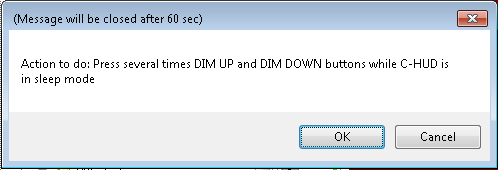 (Message will be closed after 60 sec)
Action to do: Press several times DIM UP and DIM DOWN buttons while C-HUD is
in sleep mode
OK
Cancel